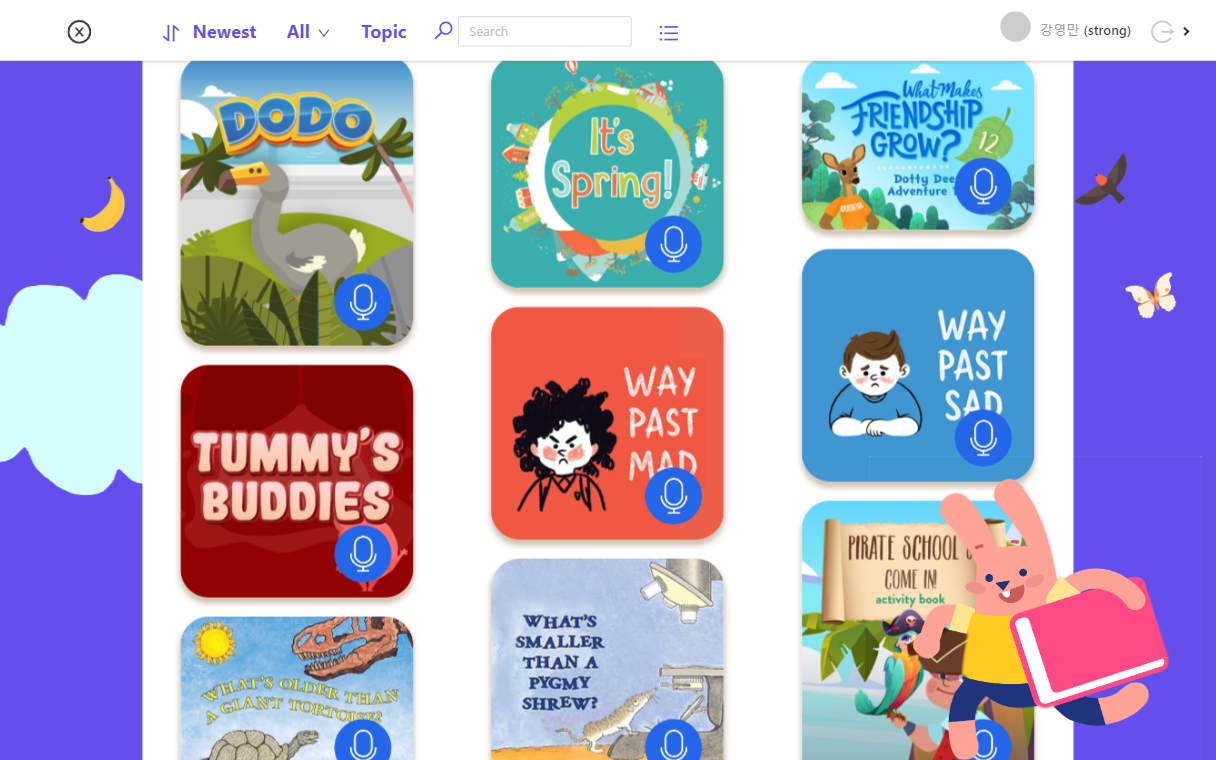 Newest
All
Topic
Search
강영만 (strong)
DODO
It's
Spring!
What Makes
FRIENDSHIP
GROW?
12
Dotty Dee
Adventure
WAY
PAST
SAD
TUMMY'S
BUDDIES
WAY
PAST
MAD
PIRATE SCHOOL
COME IN!
activity book
WHAT'S
SMALLER
THAN A
PYGMY
SHREW?
WHAT'S OLDER THAN
A GIANT TORTOISE?